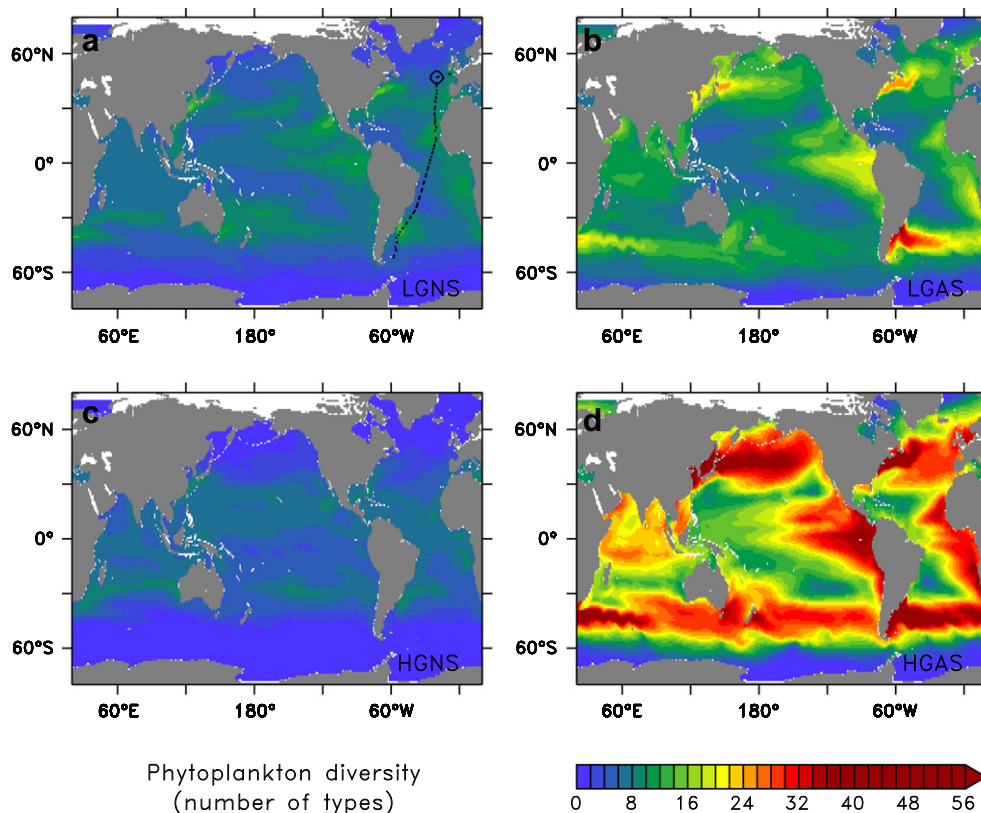 a
b
60°N
0°
60°S
60°N
0°
60°S
LGNS
LGAS
60°E 180° 60°W
60°E 180° 60°W
c
d
60°N
0°
60°S
60°N
0°
60°S
HGNS
HGAS
60°E 180° 60°W
60°E 180° 60°W
Phytoplankton diversity
(number of types)
0 8 16 24 32 40 48 56